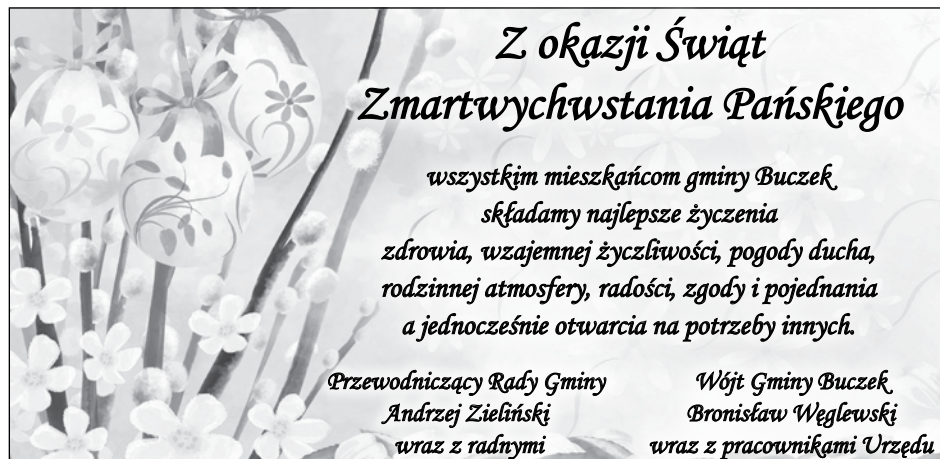 Z okazji Świąt
Zmartwychwstania Pańskiego
wszystkim mieszkańcom gminy Buczek
składamy najlepsze życzenia
zdrowia, wzajemnej życzliwości, pogody ducha,
rodzinnej atmosfery, radości, zgody i pojednania
a jednocześnie otwarcia na potrzeby innych.
Przewodniczący Rady Gminy
Andrzej Zieliński
wraz z radnymi
Wójt Gminy Buczek
Bronisław Węglewski
wraz z pracownikami Urzędu